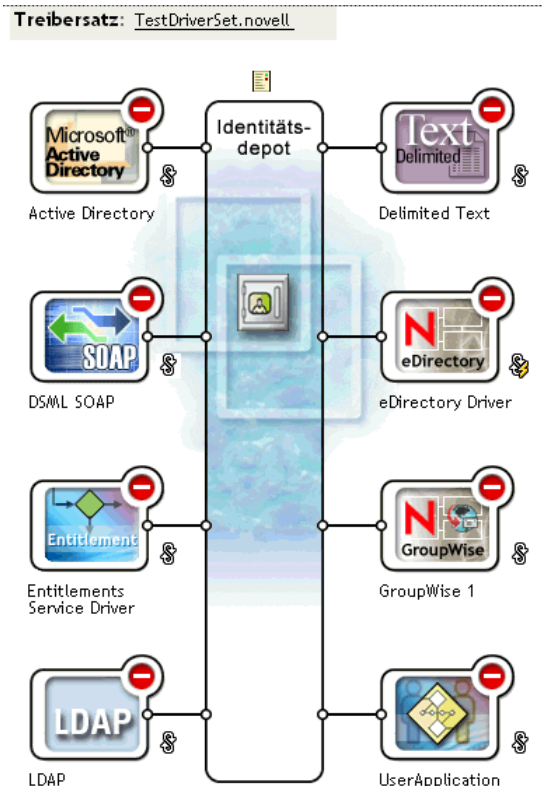 Treibersatz: TestDriverSet.novell
Identitäts-
depot
Microsoft®
Active
Directory
Active Directory
Text
Delimited
Delimited Text
SOAP
DSML SOAP
N
eDirectory
eDirectory Driver
Entitlement
Entitlements
Service Driver
N
GroupWise
GroupWise 1
LDAP
LDAP
UserApplication